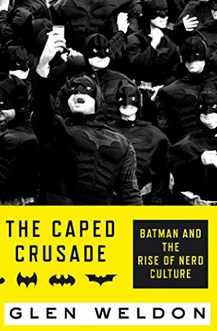 THE CAPED
CRUSADE
BATMAN AND
THE
RISE OF NERD
CULTURE
GLEN WELDON